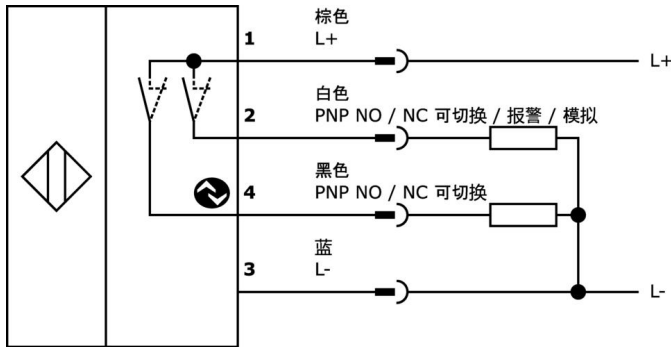 棕色
1 L+
L+
白色
2 PNP NO / NC 可切换 / 报警 / 模拟
黑色
4 PNP NO / NC 可切换
蓝
3 L-
L-